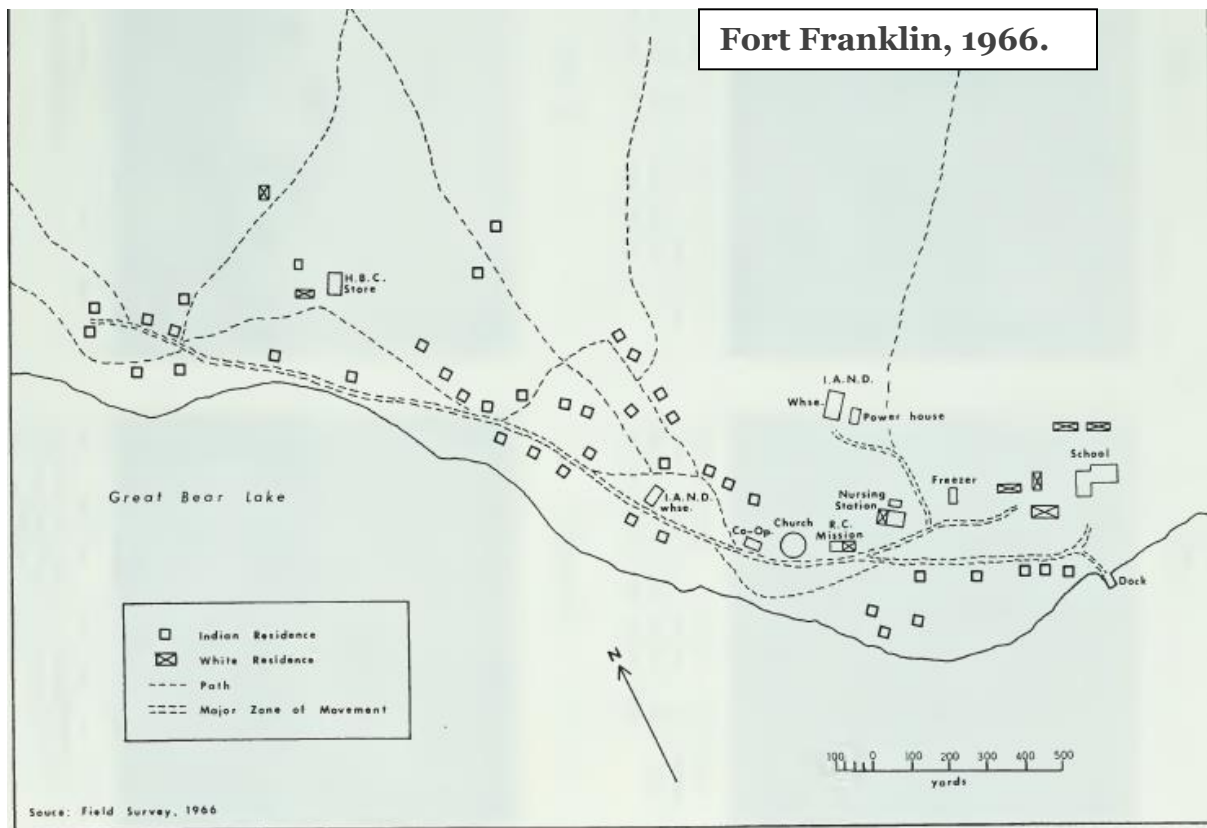 Fort Franklin, 1966.
H.B.C.
Store
I.A.N.D.
Whse.
Power house
School
Freezer
Great Bear Lake
Nursing
Station
I.A.N.D.
whse.
Co-Op
Church
R.C.
Mission
Dock
Indian Residence
White Residence
Path
Major Zone of Movement
N
100 0 100 200 300 400 500
yards
Souce: Field Survey, 1966